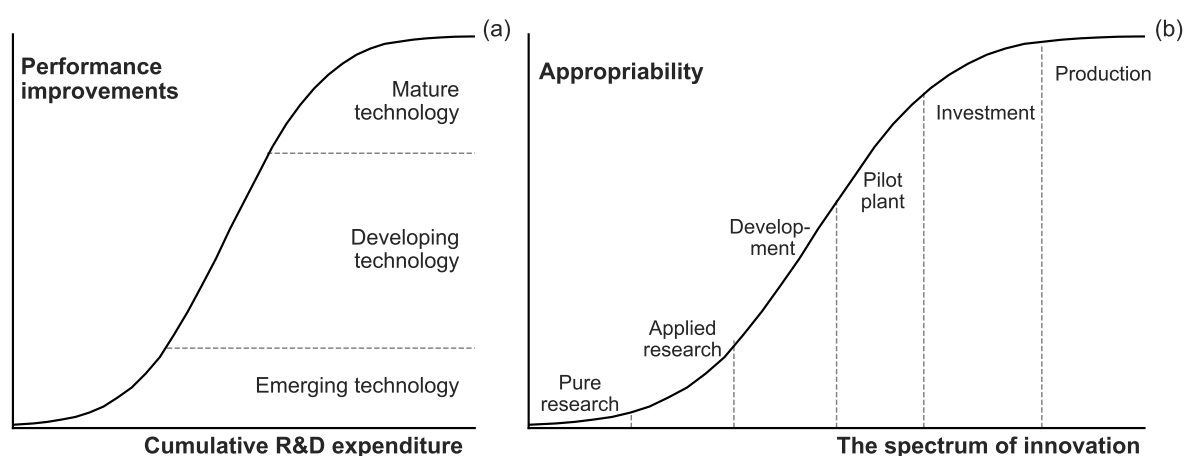 (a)
Performance
improvements
Mature
technology
Developing
technology
Emerging technology
Cumulative R&D expenditure
(b)
Appropriability
Production
Investment
Pilot
plant
Develop-
ment
Applied
research
Pure
research
The spectrum of innovation